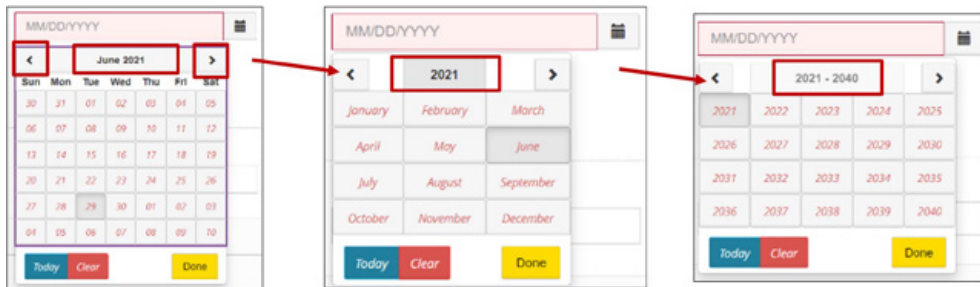 MM/DD/YYYY
< June 2021 >
Sun Mon Tue Wed Thu Fri Sat
30 31 01 02 03 04 05
06 07 08 09 10 11 12
13 14 15 16 17 18 19
20 21 22 23 24 25 26
27 28 29 30 01 02 03
04 05 06 07 08 09 10
Today Clear Done
MM/DD/YYYY
< 2021 >
January February March
April May June
July August September
October November December
Today Clear Done
MM/DD/YYYY
< 2021 - 2040 >
2021 2022 2023 2024 2025
2026 2027 2028 2029 2030
2031 2032 2033 2034 2035
2036 2037 2038 2039 2040
Today Clear Done